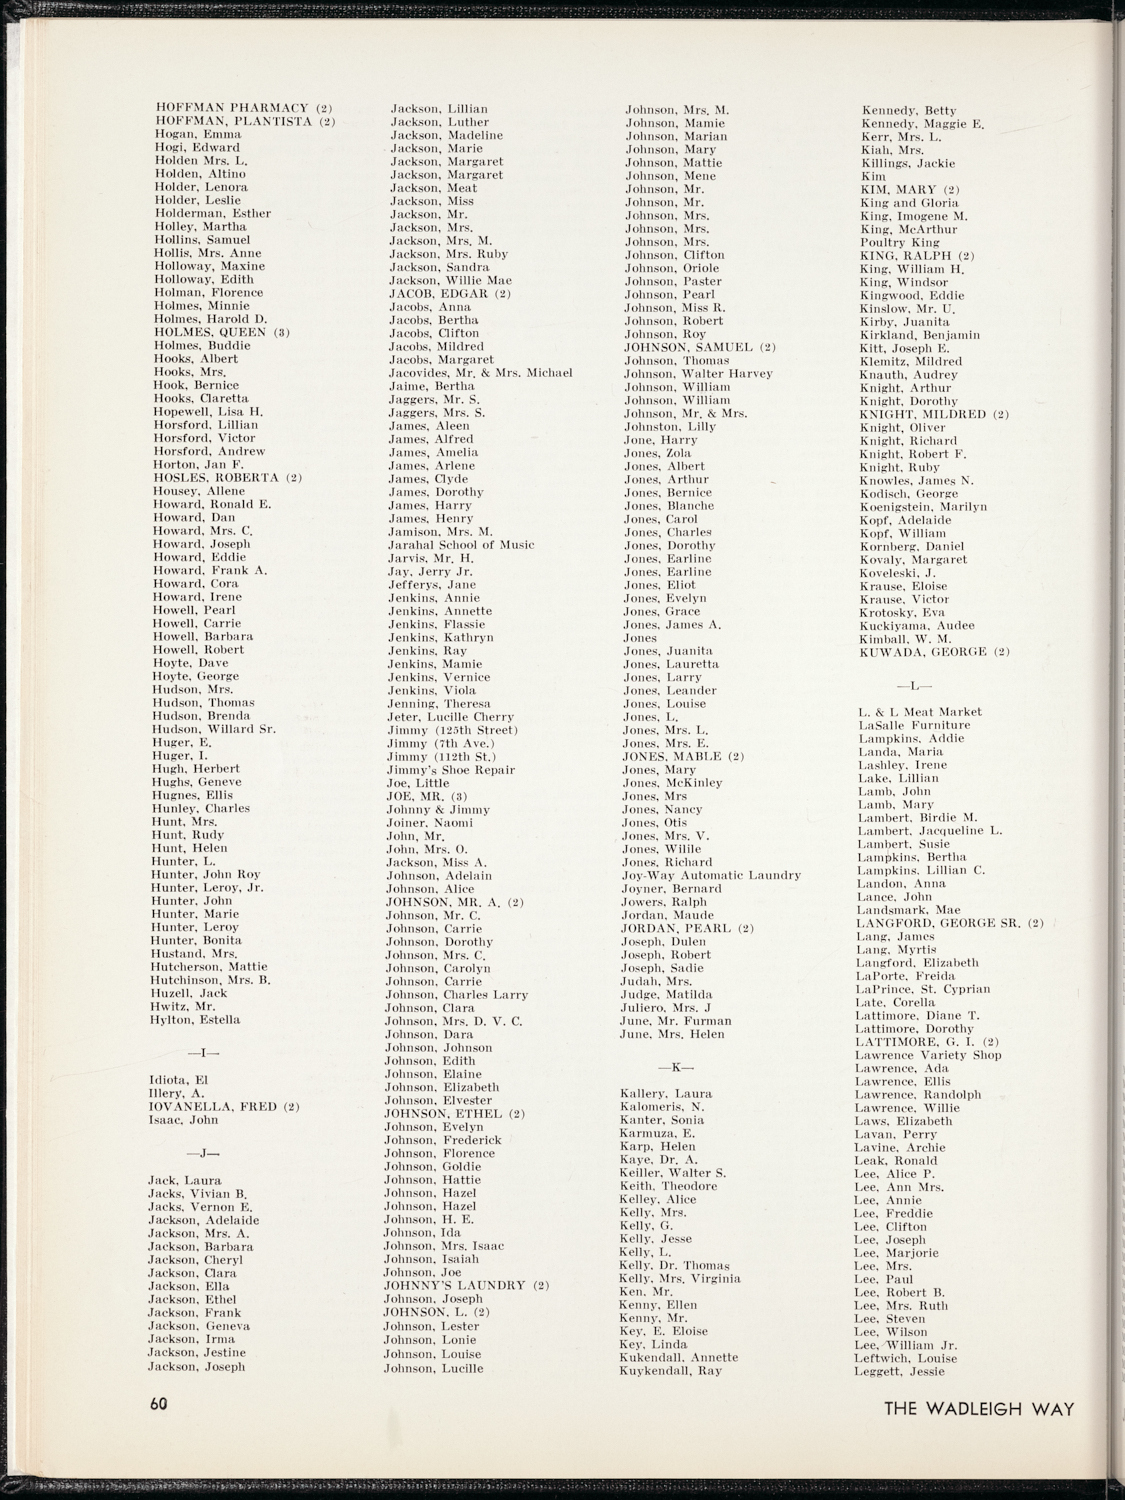 HOFFMAN PHARMACY (2)
HOFFMAN, PLANTISTA (2)
Hogan, Emma
Hogi, Edward
Holden Mrs. L.
Holden, Altino
Holder, Lenora
Holder, Leslie
Holderman, Esther
Holley, Martha
Hollins, Samuel
Hollis, Mrs. Anne
Holloway, Maxine
Holloway, Edith
Holman, Florence
Holmes, Minnie
Holmes, Harold D.
HOLMES, QUEEN (3)
Holmes, Buddie
Hooks, Albert
Hooks, Mrs.
Hook, Bernice
Hooks, Claretta
Hopewell, Lisa H.
Horsford, Lillian
Horsford, Victor
Horsford, Andrew
Horton, Jan F.
HOSLES, ROBERTA (2)
Housey, Allene
Howard, Ronald E.
Howard, Dan
Howard, Mrs. C.
Howard, Joseph
Howard, Eddie
Howard, Frank A.
Howard, Cora
Howard, Irene
Howell, Pearl
Howell, Carrie
Howell, Barbara
Howell, Robert
Hoyte, Dave
Hoyte, George
Hudson, Mrs.
Hudson, Thomas
Hudson, Brenda
Hudson, Willard Sr.
Huger, E.
Huger, I.
Hugh, Herbert
Hughs, Geneve
Hugnes, Ellis
Hunley, Charles
Hunt, Mrs.
Hunt, Rudy
Hunt, Helen
Hunter, L.
Hunter, John Roy
Hunter, Leroy, Jr.
Hunter, John
Hunter, Marie
Hunter, Leroy
Hunter, Bonita
Hustand, Mrs.
Hutcherson, Mattie
Hutchinson, Mrs. B.
Huzell, Jack
Hwitz, Mr.
Hylton, Estella
—I—
Idiota, El
Illery, A.
IOVANELLA, FRED (2)
Isaac, John
—J—
Jack, Laura
Jacks, Vivian B.
Jacks, Vernon E.
Jackson, Adelaide
Jackson, Mrs. A.
Jackson, Barbara
Jackson, Cheryl
Jackson, Clara
Jackson, Ella
Jackson, Ethel
Jackson, Frank
Jackson, Geneva
Jackson, Irma
Jackson, Jestine
Jackson, Joseph
Jackson, Lillian
Jackson, Luther
Jackson, Madeline
Jackson, Marie
Jackson, Margaret
Jackson, Margaret
Jackson, Meat
Jackson, Miss
Jackson, Mr.
Jackson, Mrs.
Jackson, Mrs. M.
Jackson, Mrs. Ruby
Jackson, Sandra
Jackson, Willie Mae
JACOB, EDGAR (2)
Jacobs, Anna
Jacobs, Bertha
Jacobs, Clifton
Jacobs, Mildred
Jacobs, Margaret
Jacovides, Mr. & Mrs. Michael
Jaime, Bertha
Jaggers, Mr. S.
Jaggers, Mrs. S.
James, Aleen
James, Alfred
James, Amelia
James, Arlene
James, Clyde
James, Dorothy
James, Harry
James, Henry
Jamison, Mrs. M.
Jarahal School of Music
Jarvis, Mr. H.
Jay, Jerry Jr.
Jefferys, Jane
Jenkins, Annie
Jenkins, Annette
Jenkins, Flassie
Jenkins, Kathryn
Jenkins, Ray
Jenkins, Mamie
Jenkins, Vernice
Jenkins, Viola
Jenning, Theresa
Jeter, Lucille Cherry
Jimmy (125th Street)
Jimmy (7th Ave.)
Jimmy (112th St.)
Jimmy's Shoe Repair
Joe, Little
JOE, MR. (3)
Johnny & Jimmy
Joiner, Naomi
John, Mr.
John, Mrs. O.
Jackson, Miss A.
Johnson, Adelain
Johnson, Alice
JOHNSON, MR. A. (2)
Johnson, Mr. C.
Johnson, Carrie
Johnson, Dorothy
Johnson, Mrs. C.
Johnson, Carolyn
Johnson, Carrie
Johnson, Charles Larry
Johnson, Clara
Johnson, Mrs. D. V. C.
Johnson, Dara
Johnson, Johnson
Johnson, Edith
Johnson, Elaine
Johnson, Elizabeth
Johnson, Elvester
JOHNSON, ETHEL (2)
Johnson, Evelyn
Johnson, Frederick
Johnson, Florence
Johnson, Goldie
Johnson, Hattie
Johnson, Hazel
Johnson, Hazel
Johnson, H. E.
Johnson, Ida
Johnson, Mrs. Isaac
Johnson, Isaiah
Johnson, Joe
JOHNNY'S LAUNDRY (2)
Johnson, Joseph
JOHNSON, L. (2)
Johnson, Lester
Johnson, Lonie
Johnson, Louise
Johnson, Lucille
Johnson, Mrs. M.
Johnson, Mamie
Johnson, Marian
Johnson, Mary
Johnson, Mattie
Johnson, Mene
Johnson, Mr.
Johnson, Mr.
Johnson, Mrs.
Johnson, Mrs.
Johnson, Mrs.
Johnson, Clifton
Johnson, Oriole
Johnson, Paster
Johnson, Pearl
Johnson, Miss R.
Johnson, Robert
Johnson, Roy
JOHNSON, SAMUEL (2)
Johnson, Thomas
Johnson, Walter Harvey
Johnson, William
Johnson, William
Johnson, Mr. & Mrs.
Johnston, Lilly
Jone, Harry
Jones, Zola
Jones, Albert
Jones, Arthur
Jones, Bernice
Jones, Blanche
Jones, Carol
Jones, Charles
Jones, Dorothy
Jones, Earline
Jones, Earline
Jones, Eliot
Jones, Evelyn
Jones, Grace
Jones, James A.
Jones
Jones, Juanita
Jones, Lauretta
Jones, Larry
Jones, Leander
Jones, Louise
Jones, L.
Jones, Mrs. L.
Jones, Mrs. E.
JONES, MABLE (2)
Jones, Mary
Jones, McKinley
Jones, Mrs
Jones, Nancy
Jones, Otis
Jones, Mrs. V.
Jones, Wilile
Jones, Richard
Joy-Way Automatic Laundry
Joyner, Bernard
Jowers, Ralph
Jordan, Maude
JORDAN, PEARL (2)
Joseph, Dulen
Joseph, Robert
Joseph, Sadie
Judah, Mrs.
Judge, Matilda
Juliero, Mrs. J
June, Mr. Furman
June, Mrs. Helen
—K—
Kallery, Laura
Kalomeris, N.
Kanter, Sonia
Karmuza, E.
Karp, Helen
Kaye, Dr. A.
Keiller, Walter S.
Keith, Theodore
Kelley, Alice
Kelly, Mrs.
Kelly, G.
Kelly, Jesse
Kelly, L.
Kelly, Dr. Thomas
Kelly, Mrs. Virginia
Ken, Mr.
Kenny, Ellen
Kenny, Mr.
Key, E. Eloise
Key, Linda
Kukendall, Annette
Kuykendall, Ray
Kennedy, Betty
Kennedy, Maggie E.
Kerr, Mrs. L.
Kiah, Mrs.
Killings, Jackie
Kim
KIM, MARY (2)
King and Gloria
King, Imogene M.
King, McArthur
Poultry King
KING, RALPH (2)
King, William H.
King, Windsor
Kingwood, Eddie
Kinslow, Mr. U.
Kirby, Juanita
Kirkland, Benjamin
Kitt, Joseph E.
Klemitz, Mildred
Knauth, Audrey
Knight, Arthur
Knight, Dorothy
KNIGHT, MILDRED (2)
Knight, Oliver
Knight, Richard
Knight, Robert F.
Knight, Ruby
Knowles, James N.
Kodisch, George
Koenigstein, Marilyn
Kopf, Adelaide
Kopf, William
Kornberg, Daniel
Kovaly, Margaret
Koveleski, J.
Krause, Eloise
Krause, Victor
Krotosky, Eva
Kuckiyama, Audee
Kimball, W. M.
KUWADA, GEORGE (2)
—L—
L. & L Meat Market
LaSalle Furniture
Lampkins, Addie
Landa, Maria
Lashley, Irene
Lake, Lillian
Lamb, John
Lamb, Mary
Lambert, Birdie M.
Lambert, Jacqueline L.
Lambert, Susie
Lampkins, Bertha
Lampkins, Lillian C.
Landon, Anna
Lance, John
Landsmark, Mae
LANGFORD, GEORGE SR. (2)
Lang, James
Lang, Myrtis
Langford, Elizabeth
LaPorte, Freida
LaPrince, St. Cyprian
Late, Corella
Lattimore, Diane T.
Lattimore, Dorothy
LATTIMORE, G. I. (2)
Lawrence Variety Shop
Lawrence, Ada
Lawrence, Ellis
Lawrence, Randolph
Lawrence, Willie
Laws, Elizabeth
Lavan, Perry
Lavine, Archie
Leak, Ronald
Lee, Alice P.
Lee, Ann Mrs.
Lee, Annie
Lee, Freddie
Lee, Clifton
Lee, Joseph
Lee, Marjorie
Lee, Mrs.
Lee, Paul
Lee, Robert B.
Lee, Mrs. Ruth
Lee, Steven
Lee, Wilson
Lee, William Jr.
Leftwich, Louise
Leggett, Jessie
60
THE WADLEIGH WAY